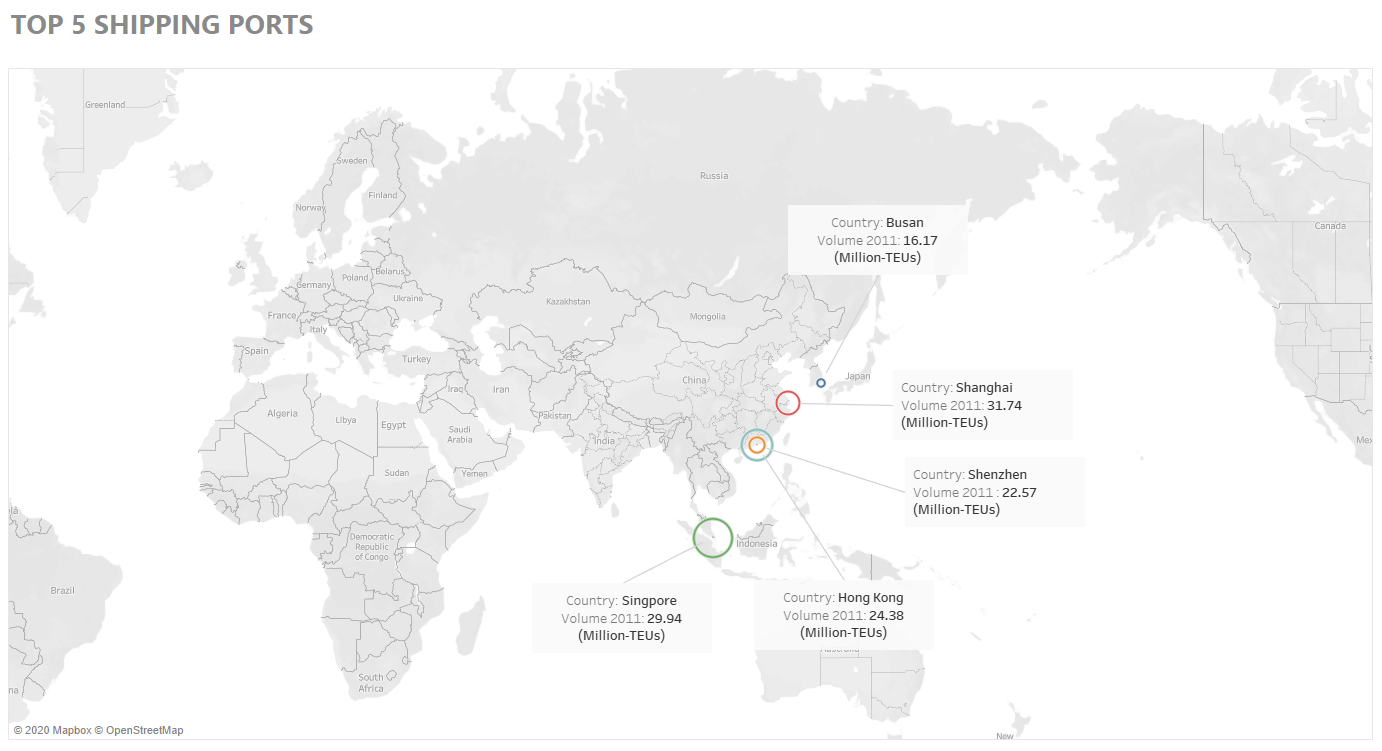 TOP 5 SHIPPING PORTS
Greenland
Sweden
Finland
Norway
Russia
Canada
Country: Busan
Volume 2011: 16.17
(Million-TEUs)
Poland
Belarus
Germany
Ukraine
France
Italy
Spain
Turkey
Kazakhstan
Mongolia
China
Japan
Iraq
Iran
Pakistan
India
Country: Shanghai
Volume 2011: 31.74
(Million-TEUs)
Algeria
Libya
Egypt
Saudi
Arabia
Sudan
Yemen
Mex
Country: Shenzhen
Volume 2011 : 22.57
(Million-TEUs)
Democratic
Republic
of Congo
Indonesia
Brazil
Country: Singpore
Volume 2011: 29.94
(Million-TEUs)
Country: Hong Kong
Volume 2011: 24.38
(Million-TEUs)
South
Africa
na
New
© 2020 Mapbox © OpenStreetMap